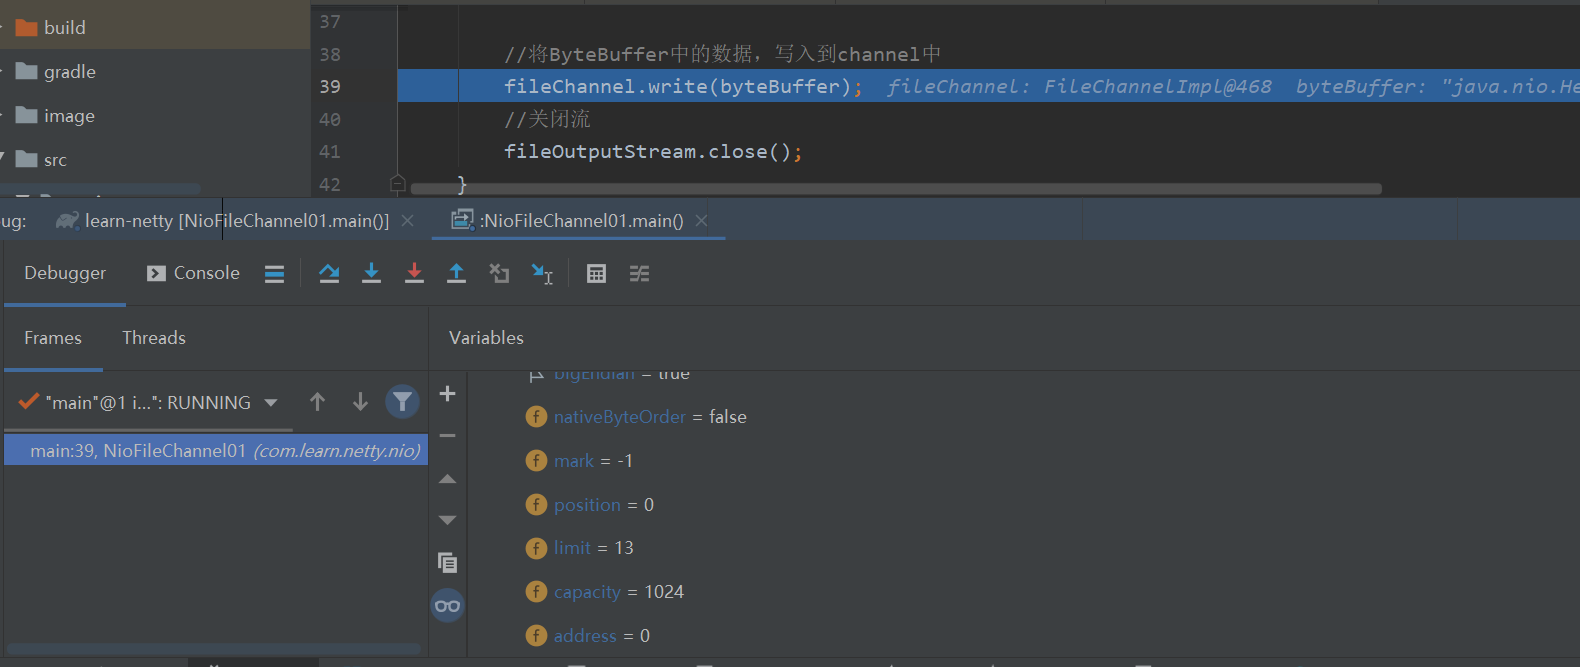 37
build
38 //将ByteBuffer中的数据，写入到channel中
gradle
39 fileChannel.write(byteBuffer); fileChannel: FileChannelImpl@468 byteBuffer: "java.nio.He
image
40 //关闭流
41 fileOutputStream.close();
src
42 }
ug: learn-netty [NioFileChannel01.main()] :NioFileChannel01.main()
Debugger Console
Frames Threads Variables
bigEndian = true
"main"@1 i...": RUNNING
nativeByteOrder = false
main:39, NioFileChannel01 (com.learn.netty.nio)
mark = -1
position = 0
limit = 13
capacity = 1024
address = 0